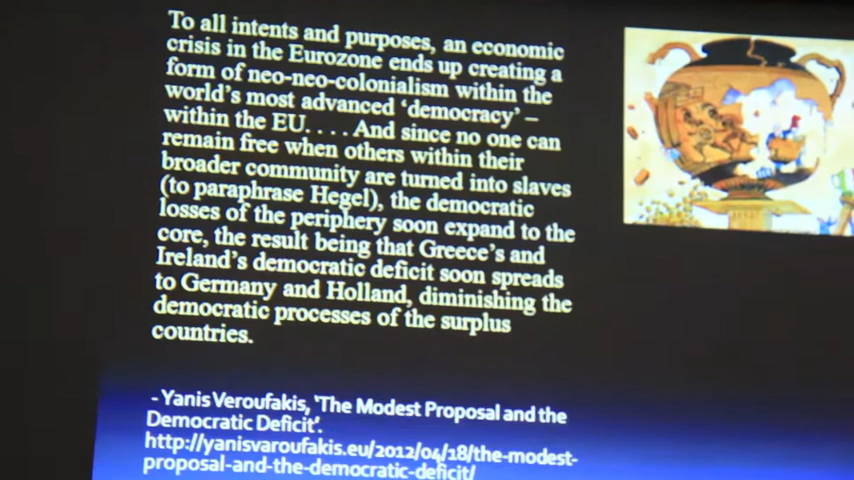 To all intents and purposes, an economic
crisis in the Eurozone ends up creating a
form of neo-neo-colonialism within the
world's most advanced 'democracy' –
within the EU. . . . And since no one can
remain free when others within their
broader community are turned into slaves
(to paraphrase Hegel), the democratic
losses of the periphery soon expand to the
core, the result being that Greece's and
Ireland's democratic deficit soon spreads
to Germany and Holland, diminishing the
democratic processes of the surplus
countries.
- Yanis Veroufakis, 'The Modest Proposal and the
Democratic Deficit'.
http://yanisvaroufakis.eu/2012/04/18/the-modest-
proposal-and-the-democratic-deficit/